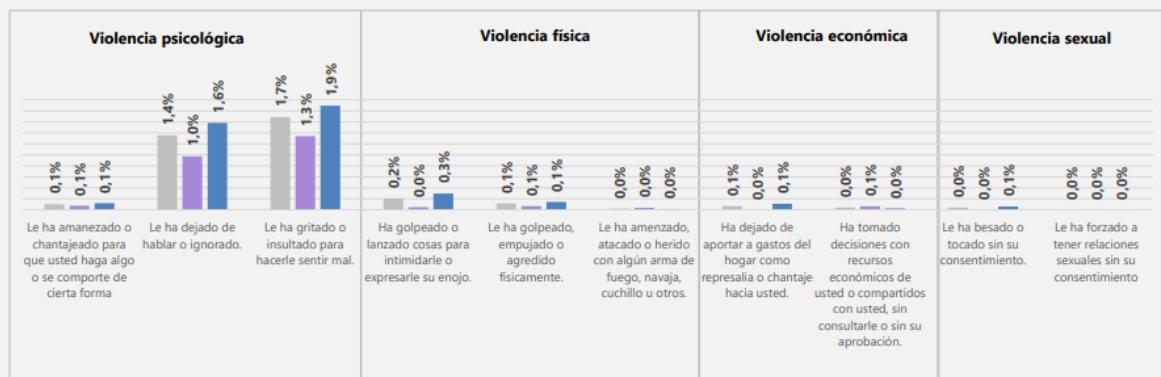 Violencia psicológica
1,4%
1,0%
1,6%
1,7%
1,3%
1,9%
0,1%
0,1%
0,1%
Le ha amanezado o
chantajeado para
que usted haga algo
o se comporte de
cierta forma
Le ha dejado de
hablar o ignorado.
Le ha gritado o
insultado para
hacerle sentir mal.
Violencia física
0,2%
0,0%
0,3%
0,1%
0,1%
0,1%
0,0%
0,0%
0,0%
Ha golpeado o
lanzado cosas para
intimidarle o
expresarle su enojo.
Le ha golpeado,
empujado o
agredido
físicamente.
Le ha amenzado,
atacado o herido
con algún arma de
fuego, navaja,
cuchillo u otros.
Violencia económica
0,1%
0,0%
0,1%
0,0%
0,1%
0,0%
Ha dejado de
aportar a gastos del
hogar como
represalia o chantaje
hacia usted.
Ha tomado
decisiones con
recursos
económicos de
usted o compartidos
con usted, sin
consultarle o sin su
aprobación.
Violencia sexual
0,0%
0,0%
0,1%
0,0%
0,0%
0,0%
Le ha besado o
tocado sin su
consentimiento.
Le ha forzado a
tener relaciones
sexuales sin su
consentimiento